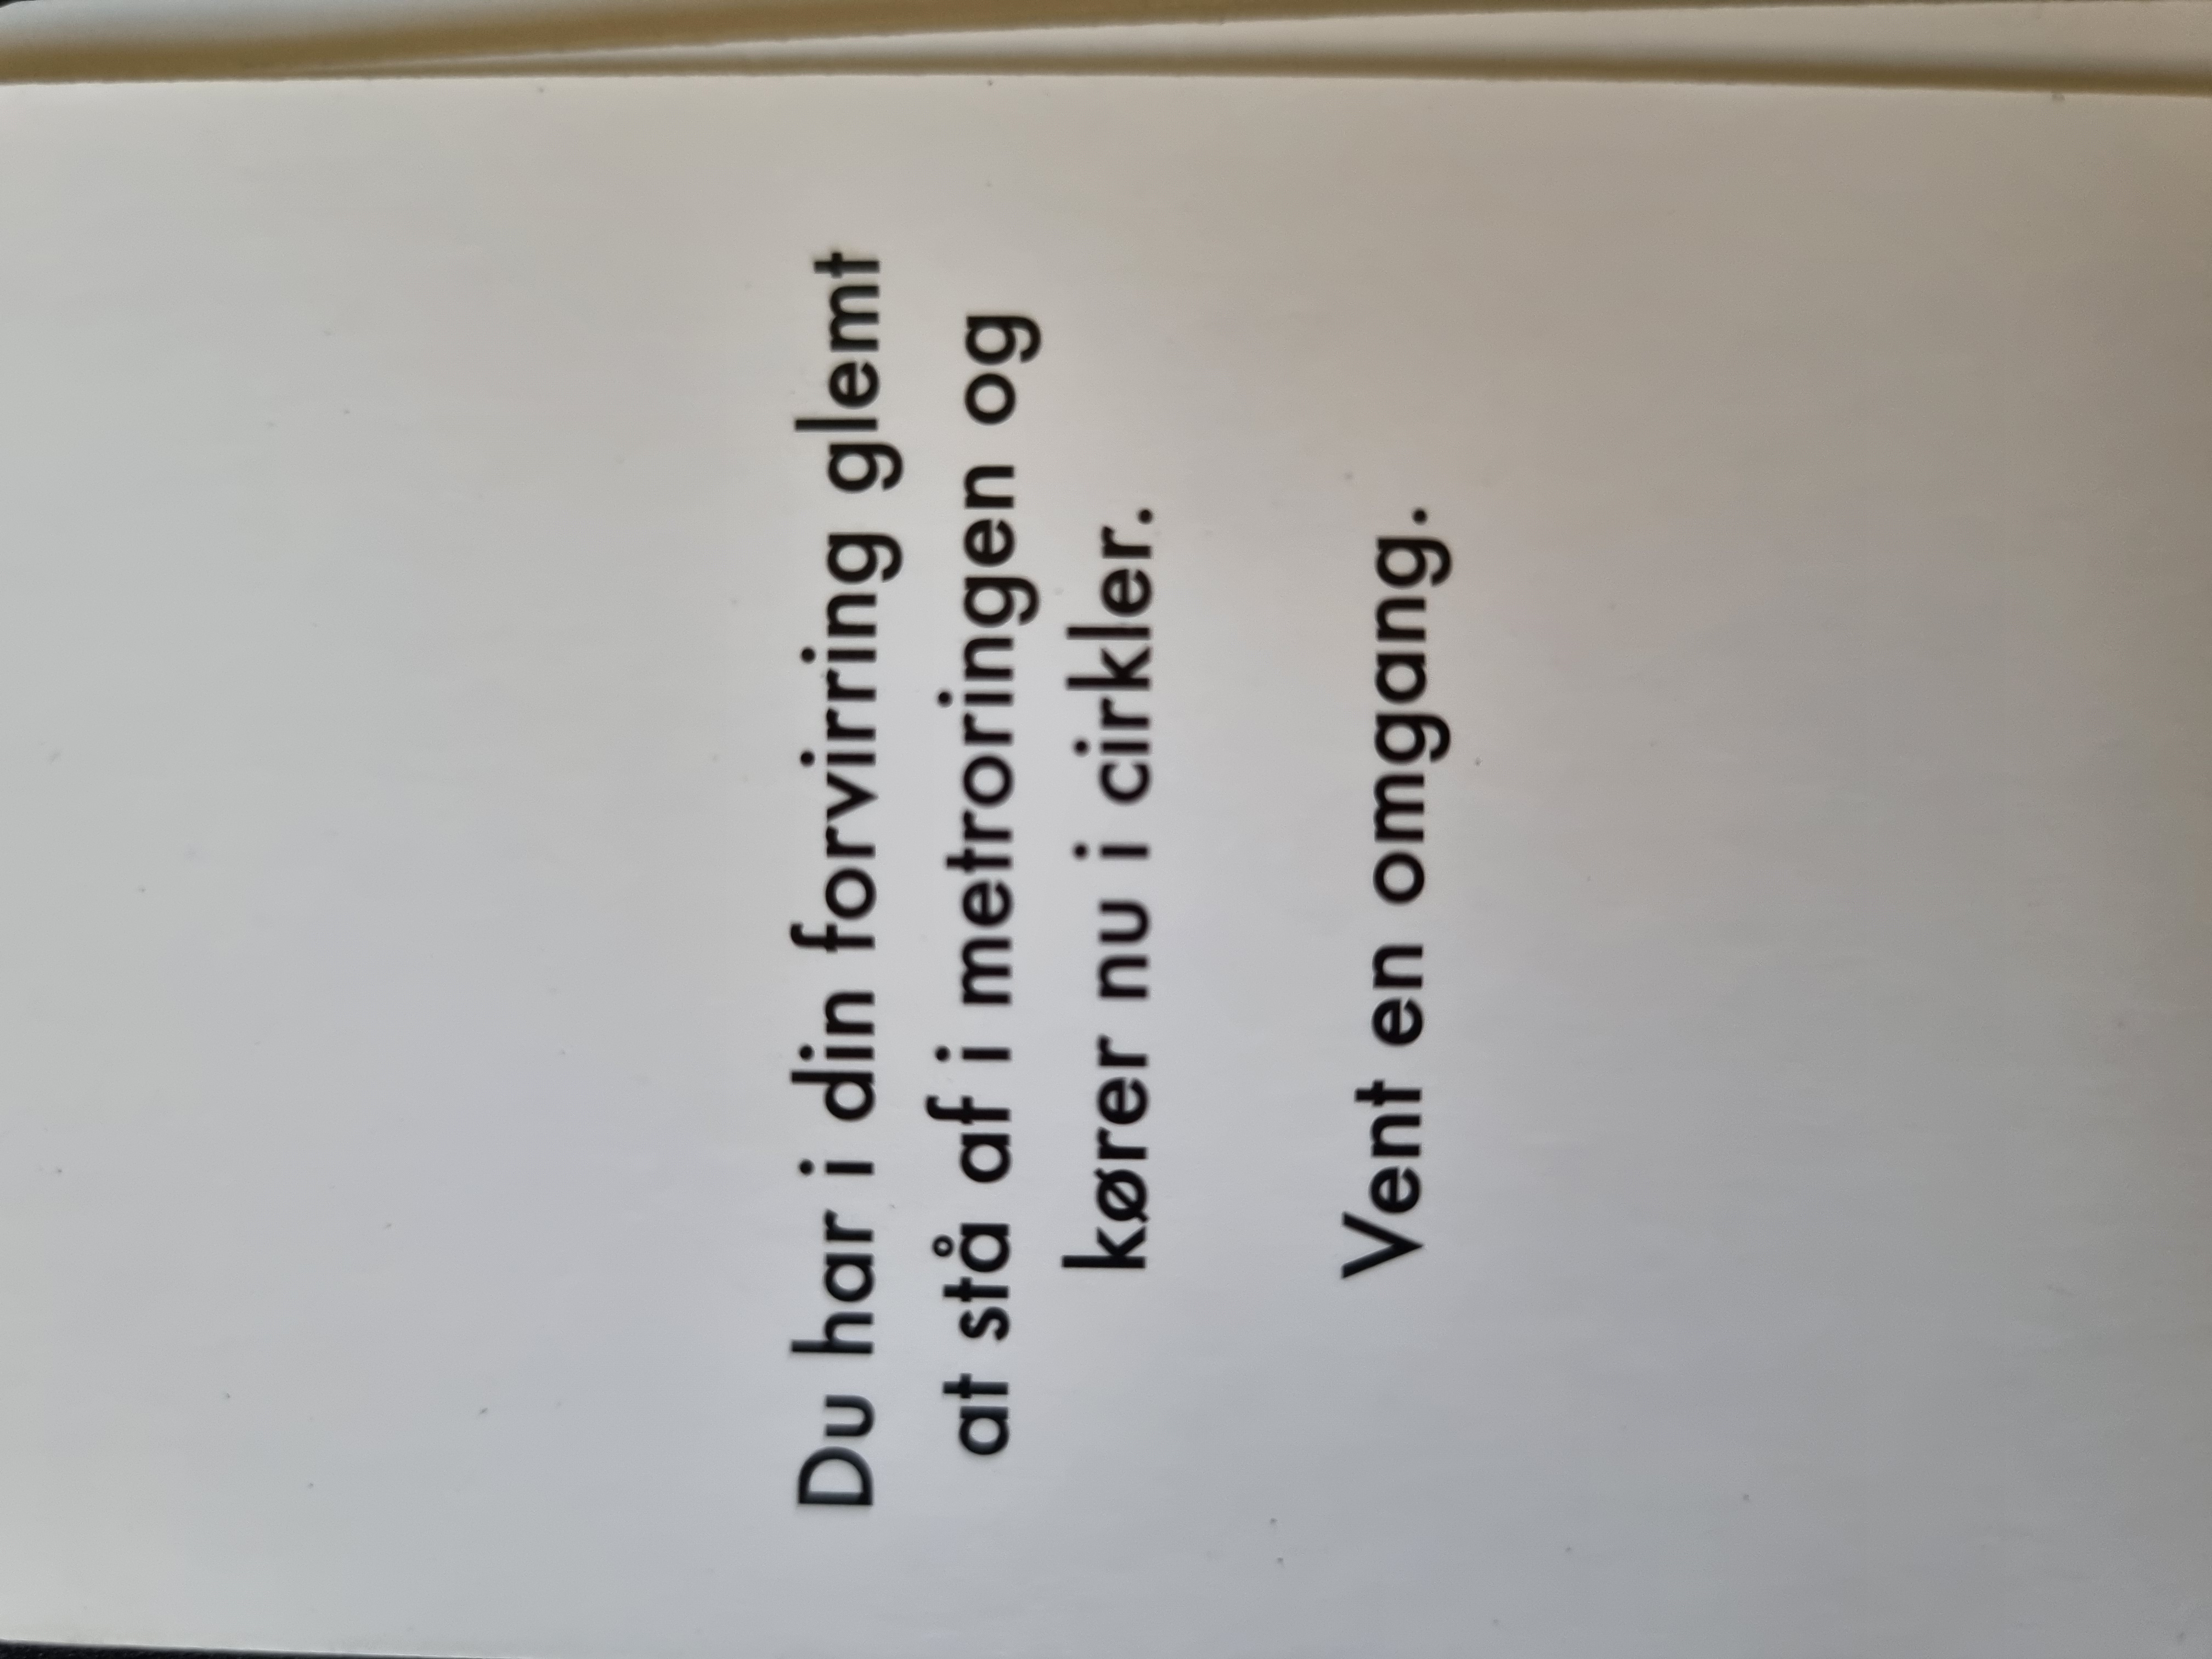 Du har i din forvirring glemt
at stå af i metroringen og
kører nu i cirkler.
Vent en omgang.